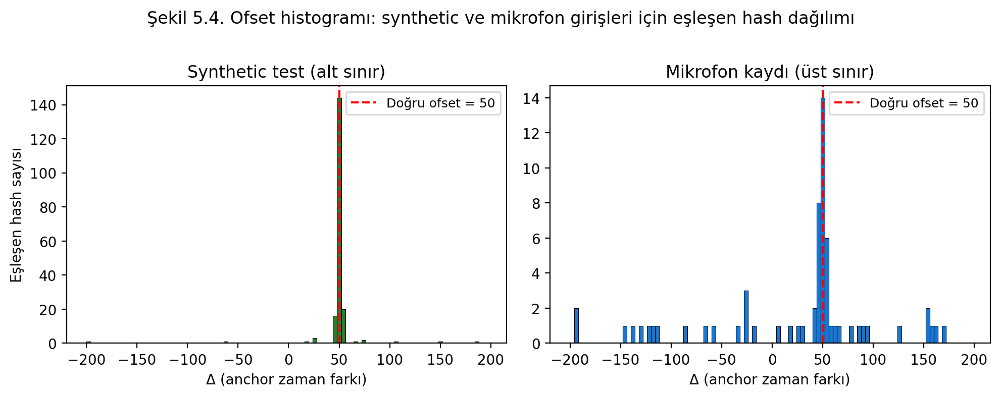 Şekil 5.4. Ofset histogramı: synthetic ve mikrofon girişleri için eşleşen hash dağılımı
Synthetic test (alt sınır)
Doğru ofset = 50
Eşleşen hash sayısı
140
120
100
80
60
40
20
0
−200 −150 −100 −50 0 50 100 150 200
Δ (anchor zaman farkı)
Mikrofon kaydı (üst sınır)
Doğru ofset = 50
14
12
10
8
6
4
2
0
−200 −150 −100 −50 0 50 100 150 200
Δ (anchor zaman farkı)